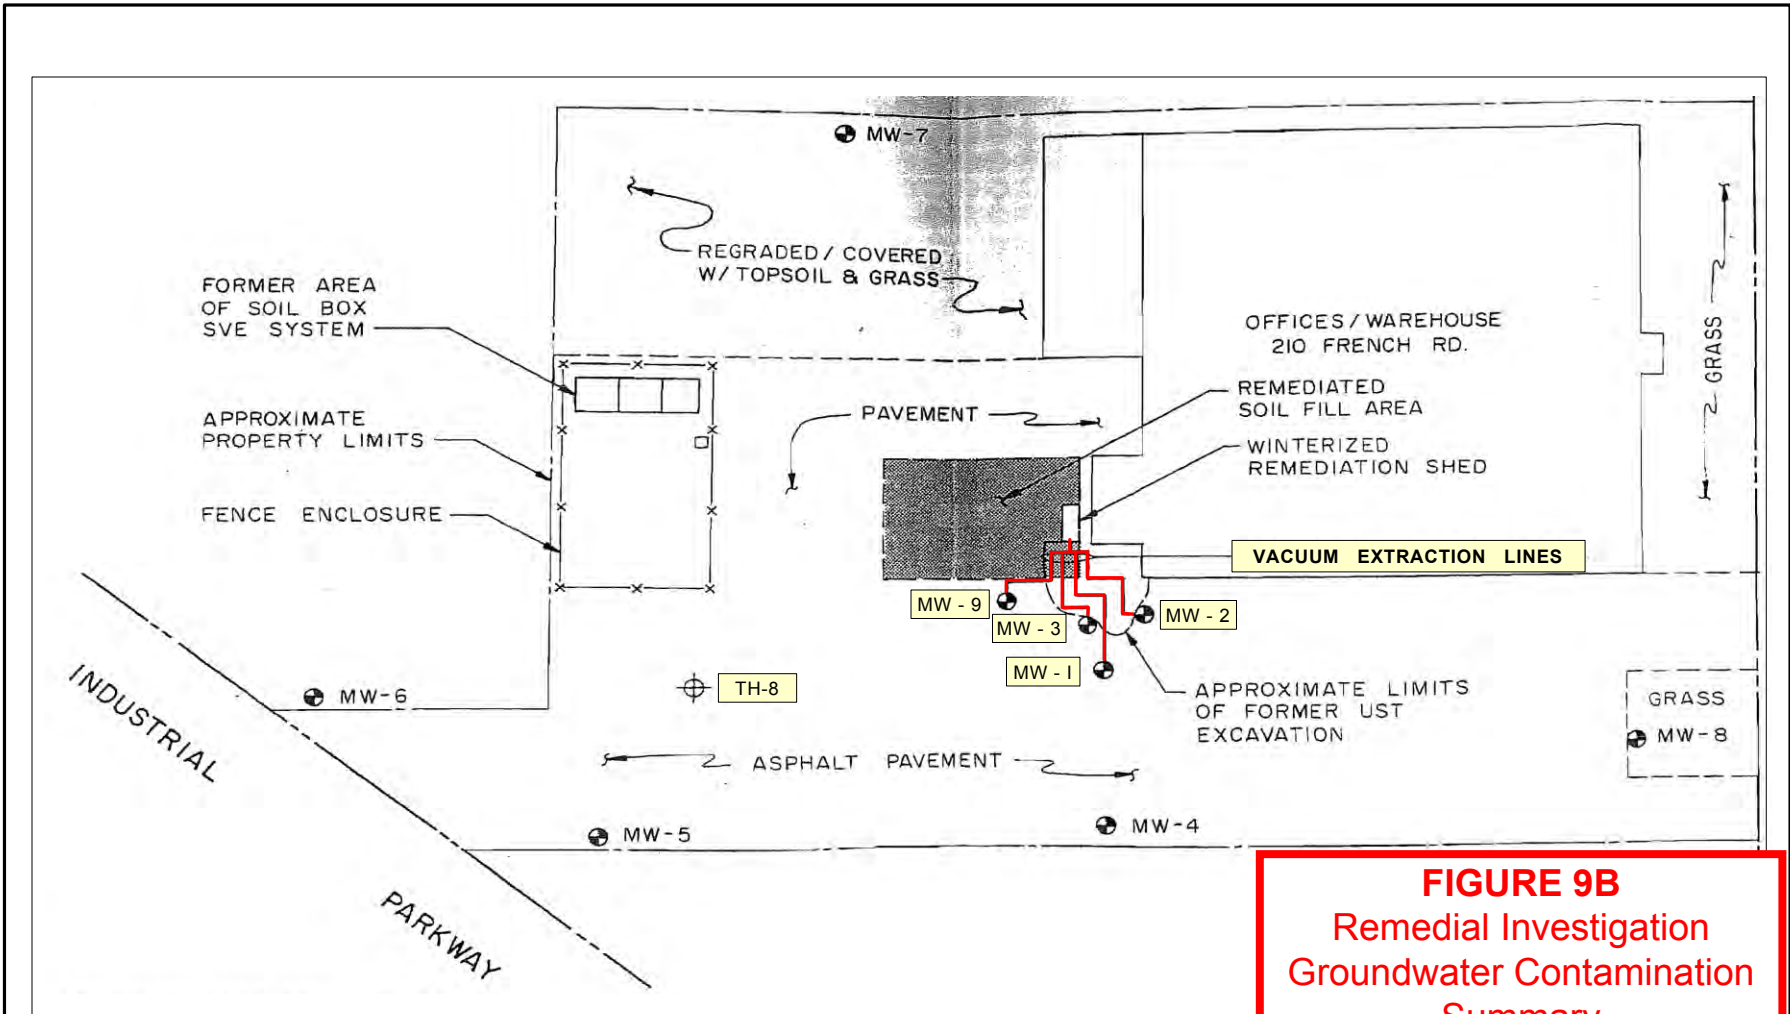 MW-7
REGRADED / COVERED
W/ TOPSOIL & GRASS
FORMER AREA
OF SOIL BOX
SVE SYSTEM
OFFICES / WAREHOUSE
210 FRENCH RD.
GRASS
REMEDIATED
SOIL FILL AREA
APPROXIMATE
PROPERTY LIMITS
PAVEMENT
WINTERIZED
REMEDIATION SHED
FENCE ENCLOSURE
VACUUM EXTRACTION LINES
MW - 9
MW - 3
MW - 2
MW - I
TH-8
MW-6
APPROXIMATE LIMITS
OF FORMER UST
EXCAVATION
GRASS
MW-8
INDUSTRIAL
PARKWAY
ASPHALT PAVEMENT
MW-5
MW-4
FIGURE 9B
Remedial Investigation
Groundwater Contamination
Summary